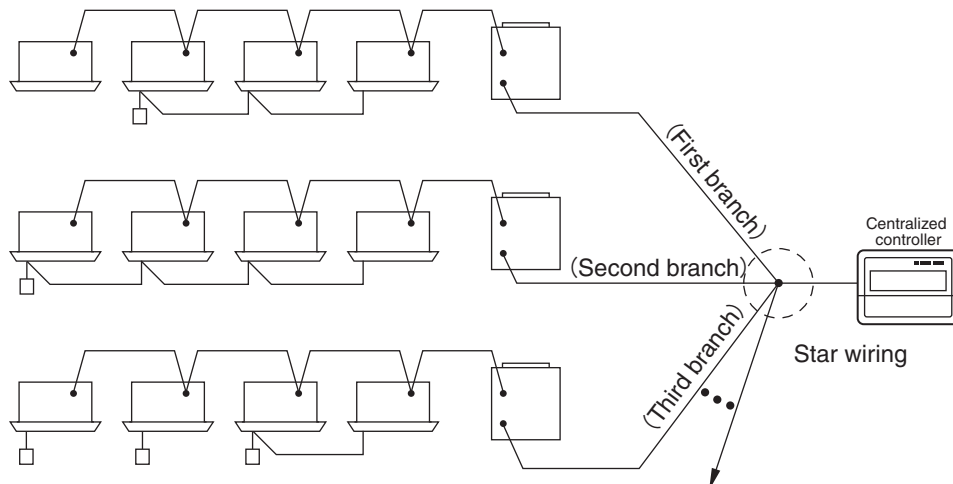 (First branch)
Centralized
controller
(Second branch)
(Third branch)
Star wiring